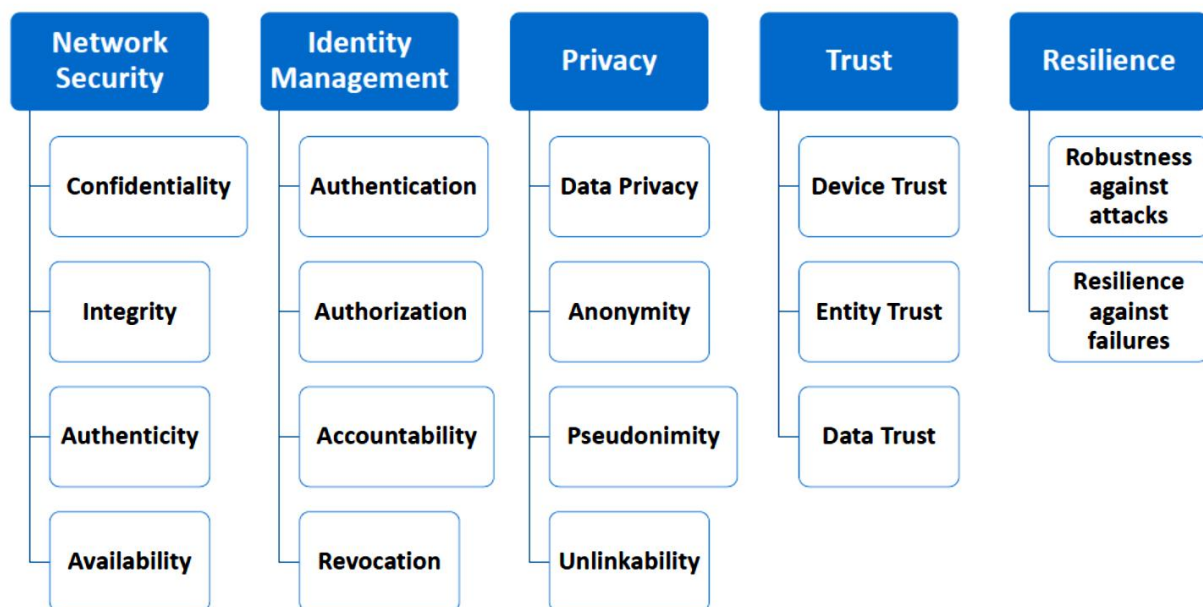 Network
Security
Confidentiality
Integrity
Authenticity
Availability
Identity
Management
Authentication
Authorization
Accountability
Revocation
Privacy
Data Privacy
Anonymity
Pseudonimity
Unlinkability
Trust
Device Trust
Entity Trust
Data Trust
Resilience
Robustness
against
attacks
Resilience
against
failures